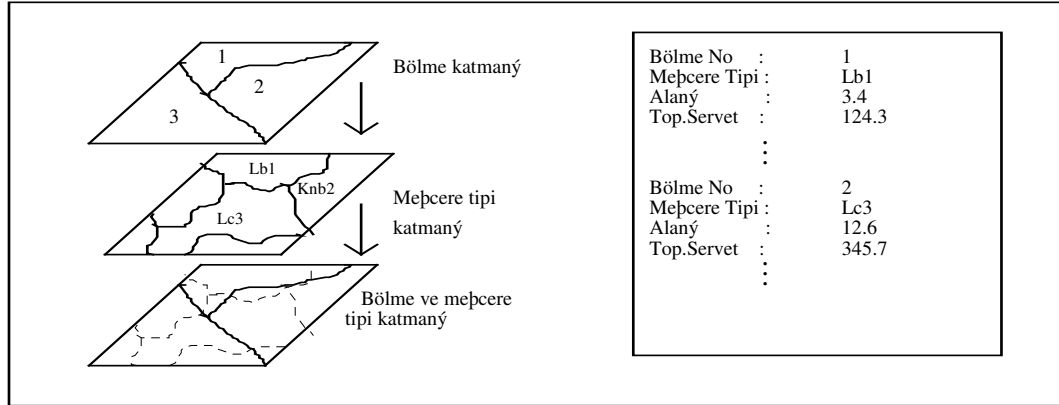 1
2
3
Bölme katmaný
Lb1
Knb2
Lc3
Meþcere tipi
katmaný
Bölme ve meþcere
tipi katmaný
Bölme No : 1
Meþcere Tipi : Lb1
Alaný : 3.4
Top.Servet : 124.3
Bölme No : 2
Meþcere Tipi : Lc3
Alaný : 12.6
Top.Servet : 345.7